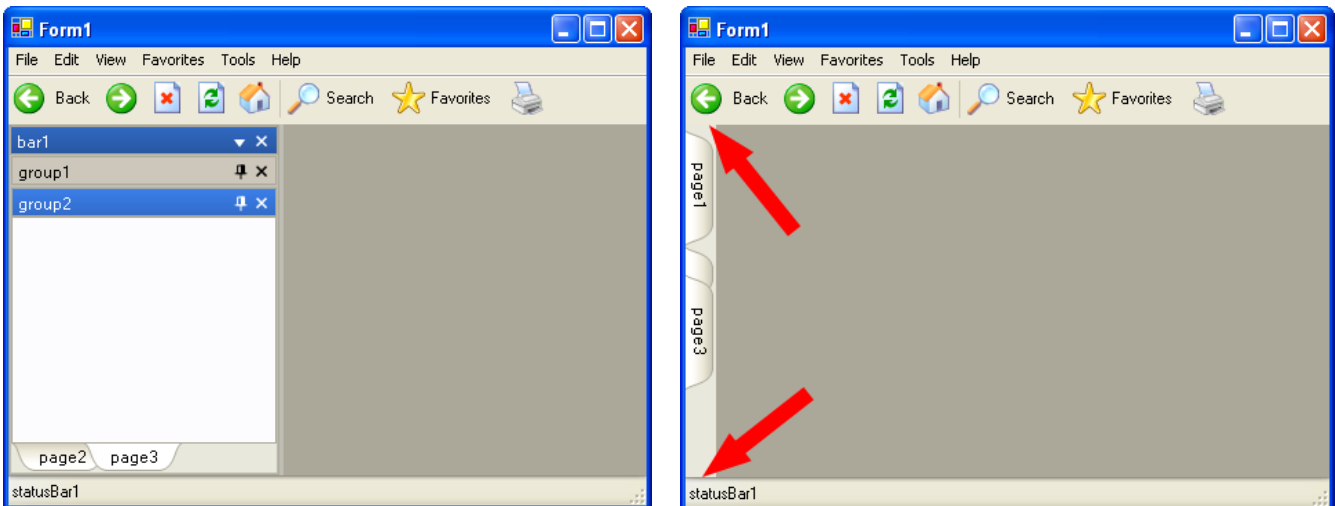 Form1
File Edit View Favorites Tools Help
Back Search Favorites
bar1
group1
group2
page2 page3
statusBar1
Form1
File Edit View Favorites Tools Help
Back Search Favorites
page1
page3
statusBar1